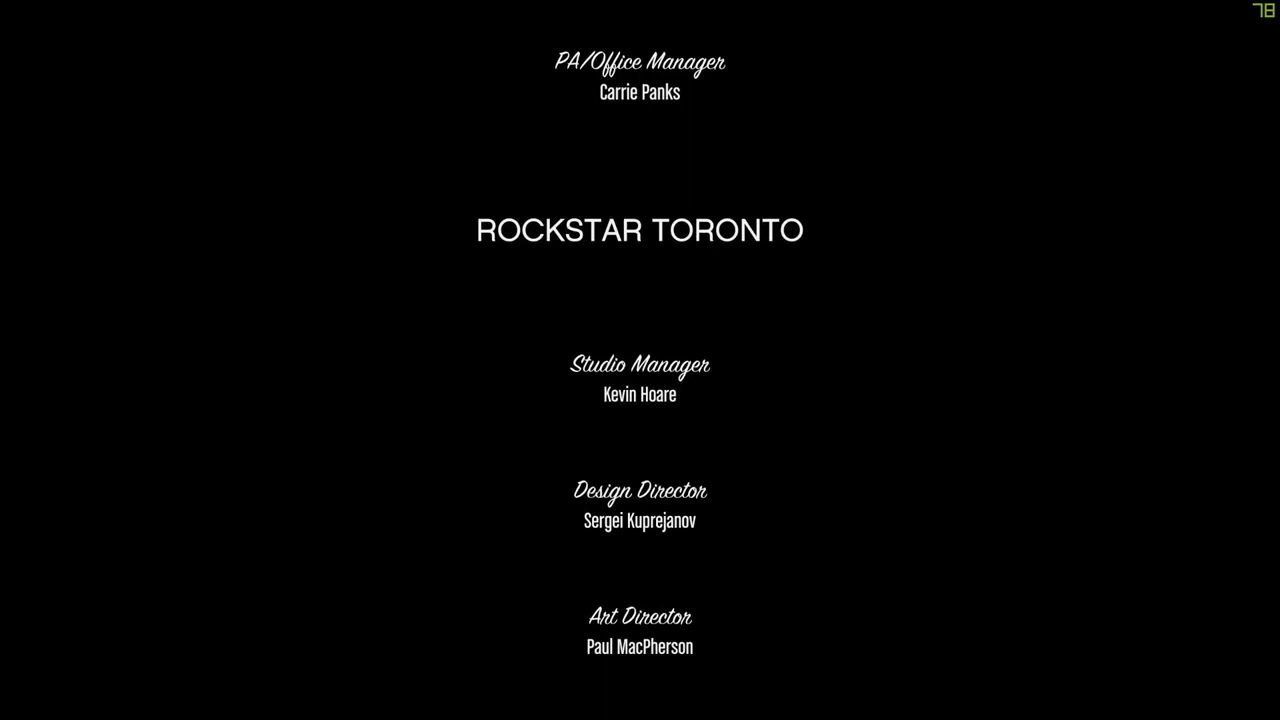 78
PA/Office Manager
Carrie Panks
ROCKSTAR TORONTO
Studio Manager
Kevin Hoare
Design Director
Sergei Kuprejanov
Art Director
Paul MacPherson